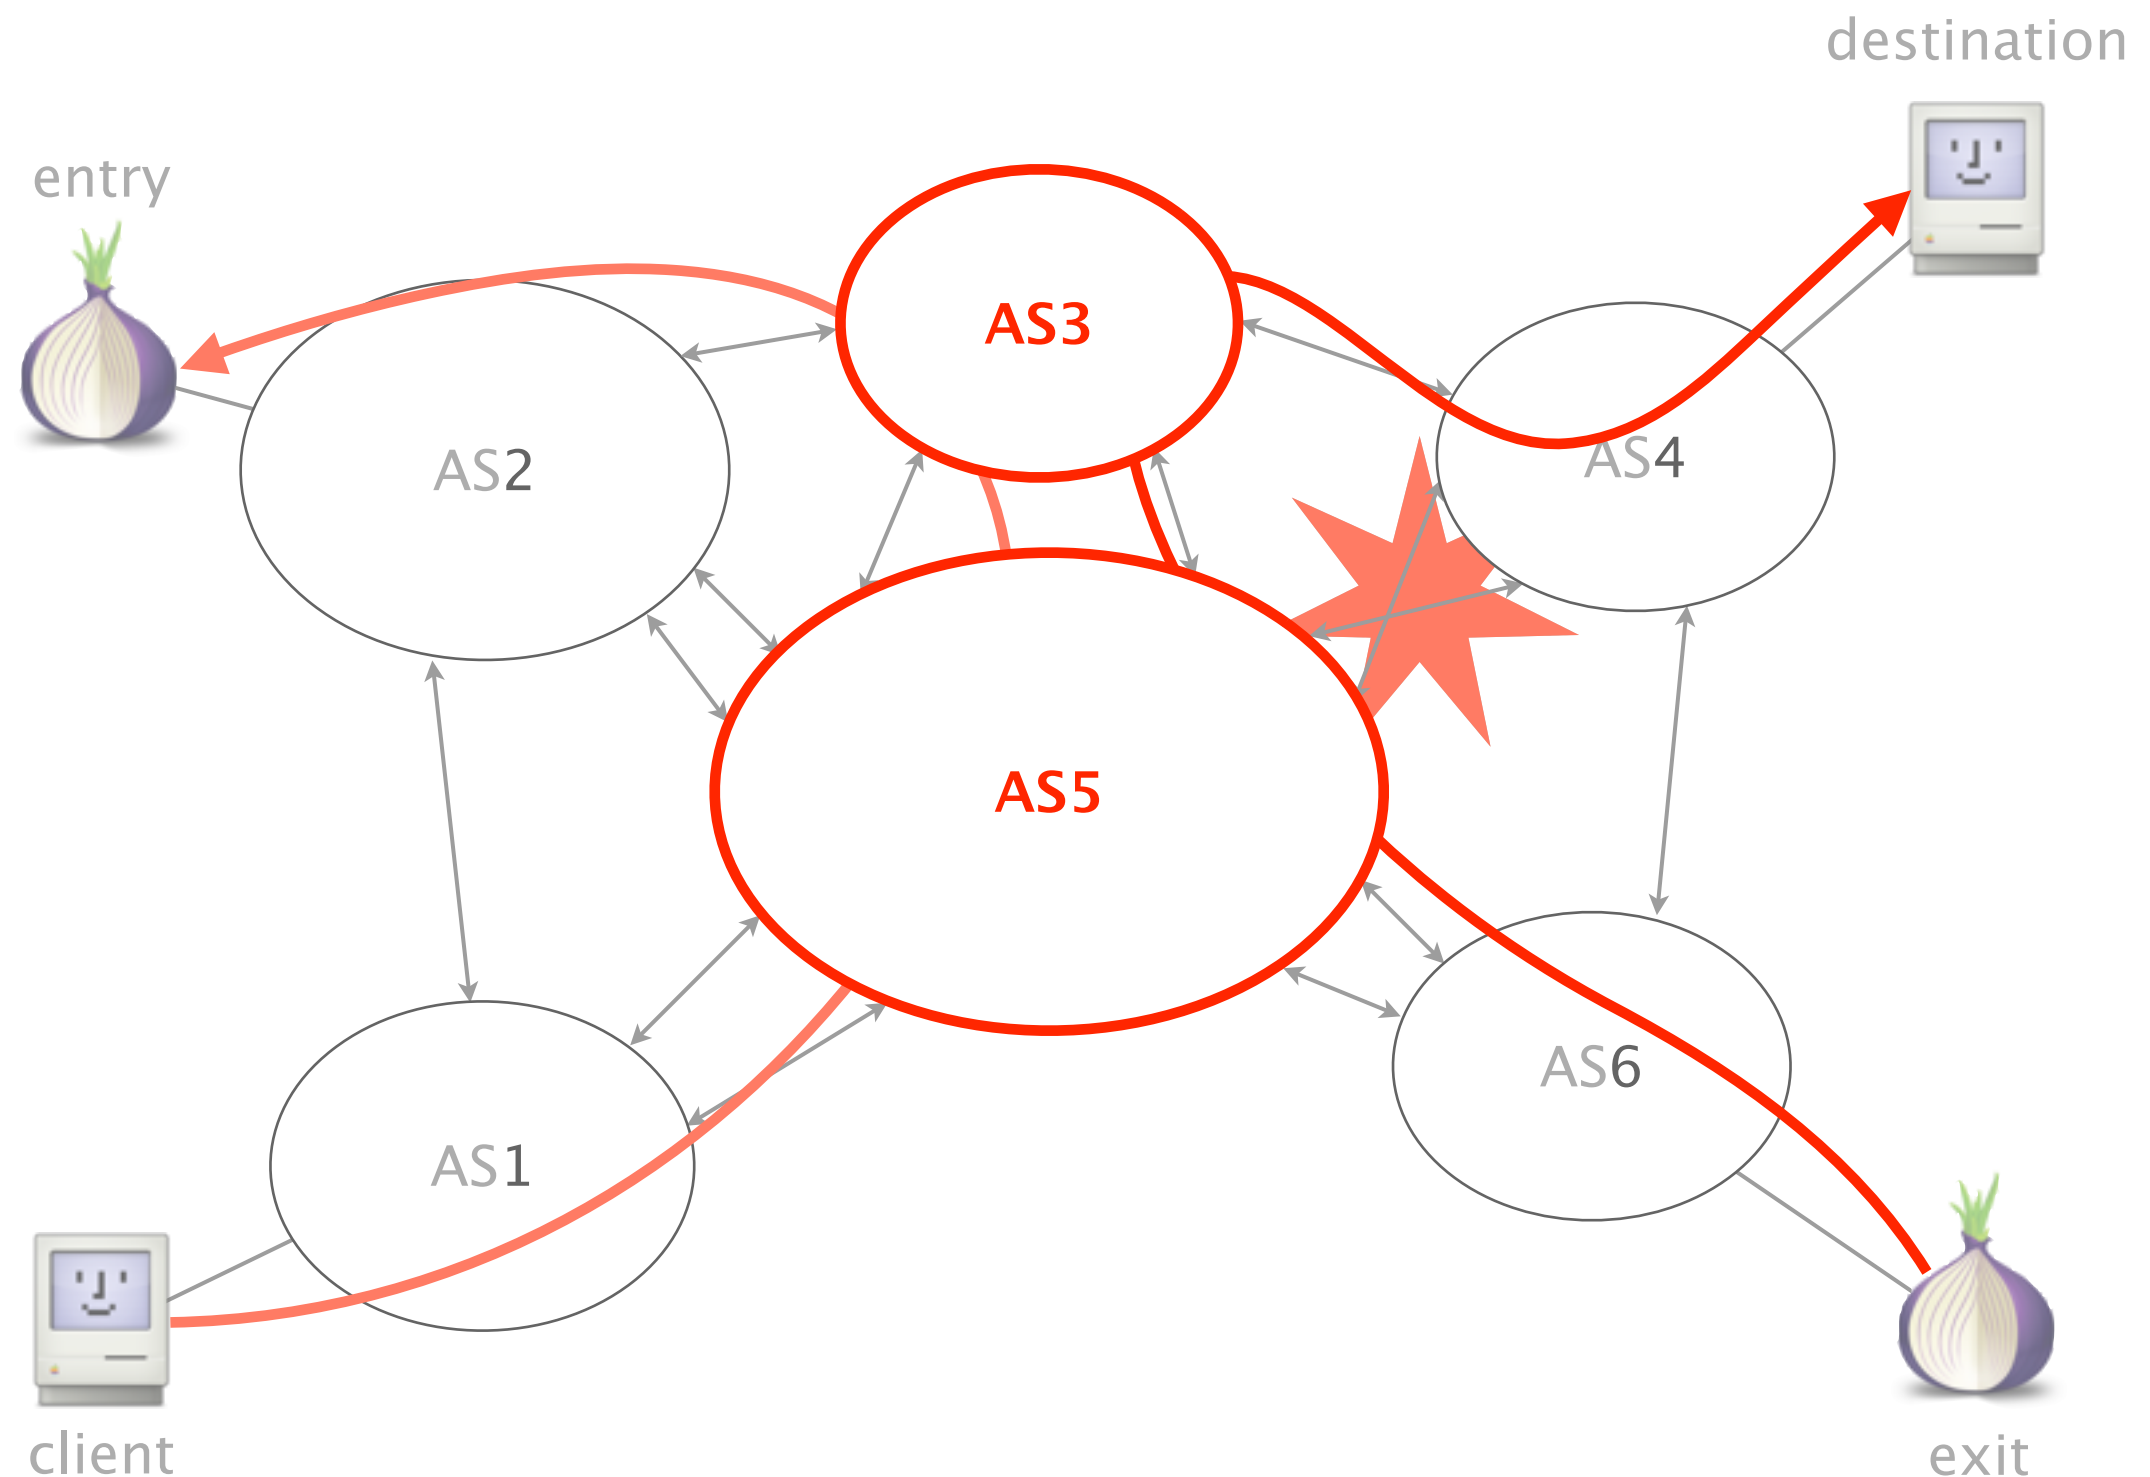 destination
entry
AS3
AS4
AS2
AS5
AS6
AS1
client
exit